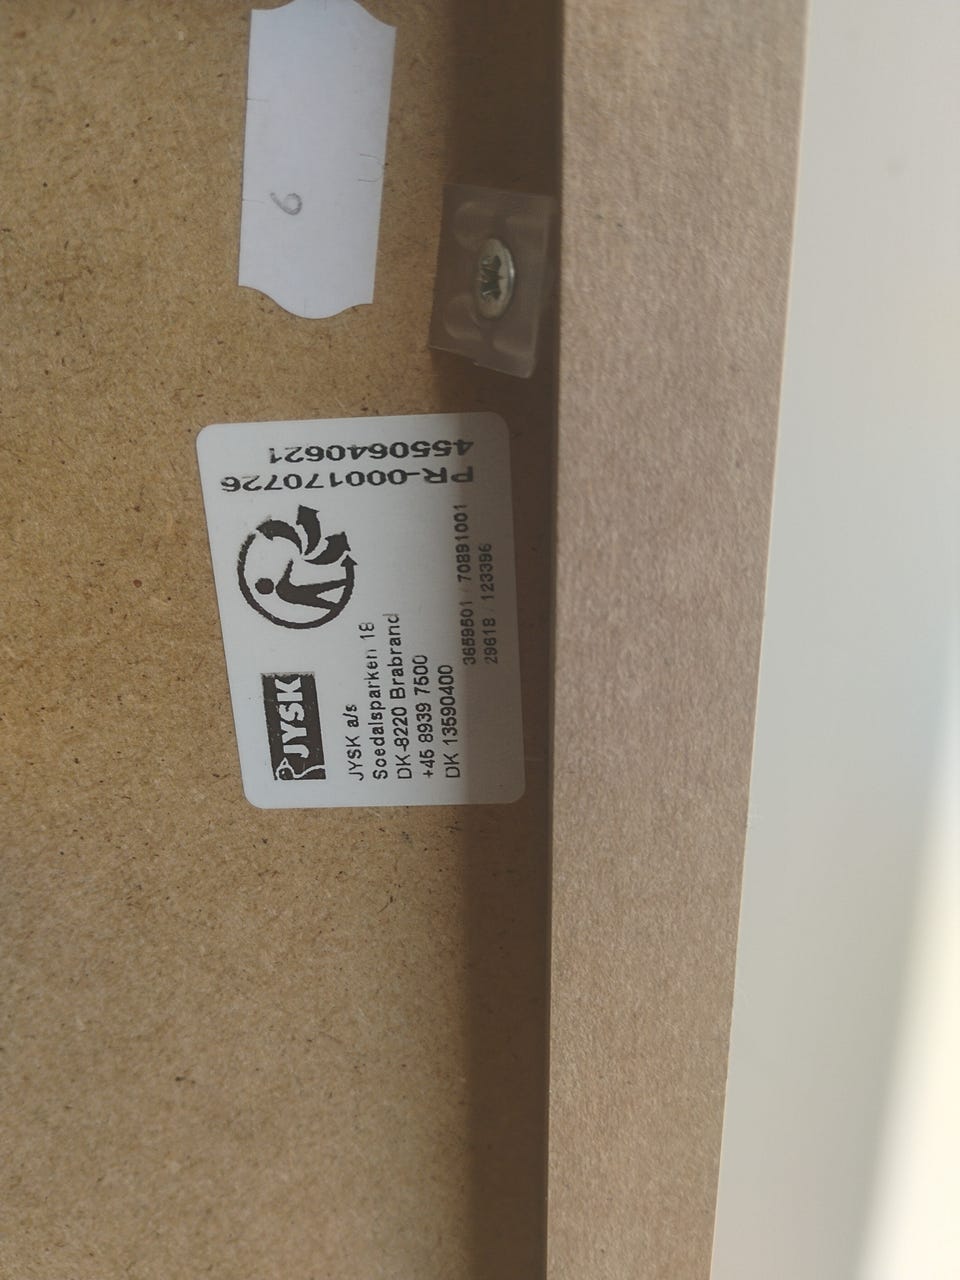 6
JYSK
JYSK a/s
Soedalsparken 18
DK-8220 Brabrand
+45 8939 7500
DK 13590400
3659501 / 70891001
29618 / 123396
PR-000170726
4550640621